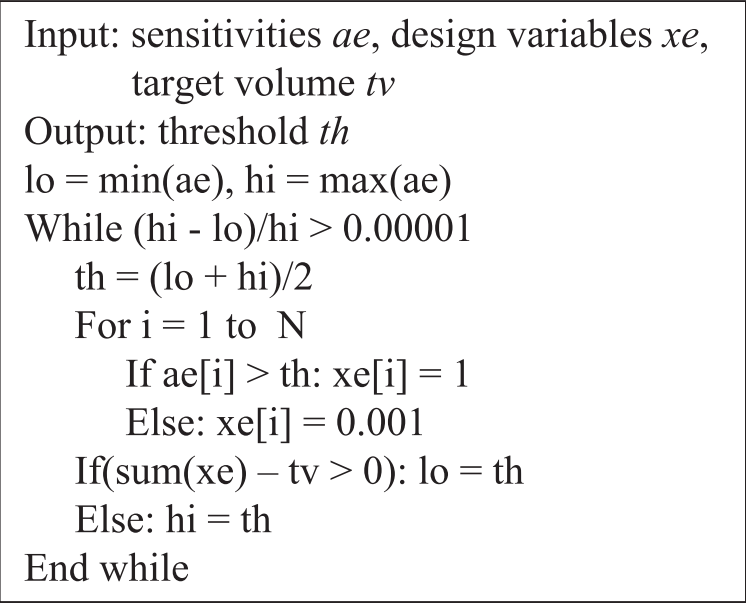 Input: sensitivities ae, design variables xe,
target volume tv
Output: threshold th
lo = min(ae), hi = max(ae)
While (hi - lo)/hi > 0.00001
th = (lo + hi)/2
For i = 1 to N
If ae[i] > th: xe[i] = 1
Else: xe[i] = 0.001
If(sum(xe) – tv > 0): lo = th
Else: hi = th
End while